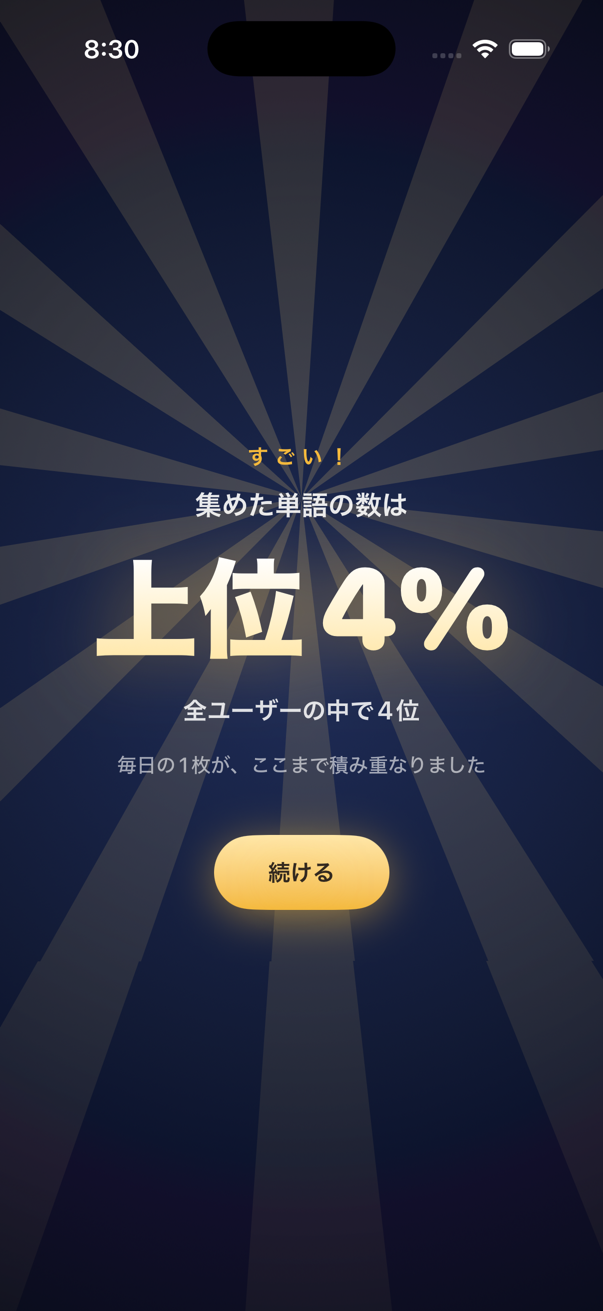 8:30
すごい！
集めた単語の数は
上位4%
全ユーザーの中で4位
毎日の1枚が、ここまで積み重なりました
続ける